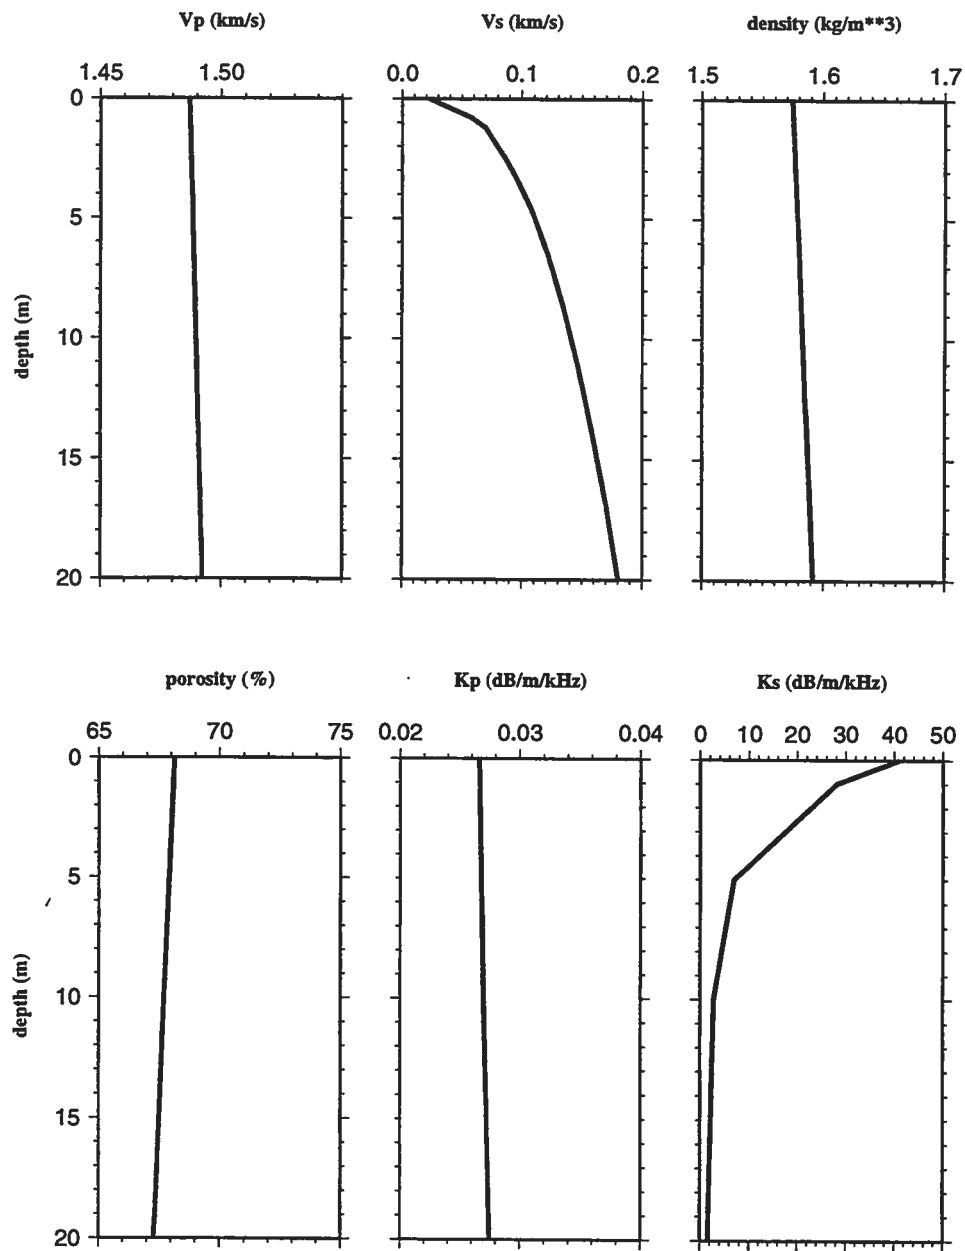 Vp (km/s) Vs (km/s) density (kg/m**3)
1.45 1.50 0.0 0.1 0.2 1.5 1.6 1.7
0
5
depth (m)
10
15
20
porosity (%) Kp (dB/m/kHz) Ks (dB/m/kHz)
65 70 75 0.02 0.03 0.04 0 10 20 30 40 50
0
5
depth (m)
10
15
20